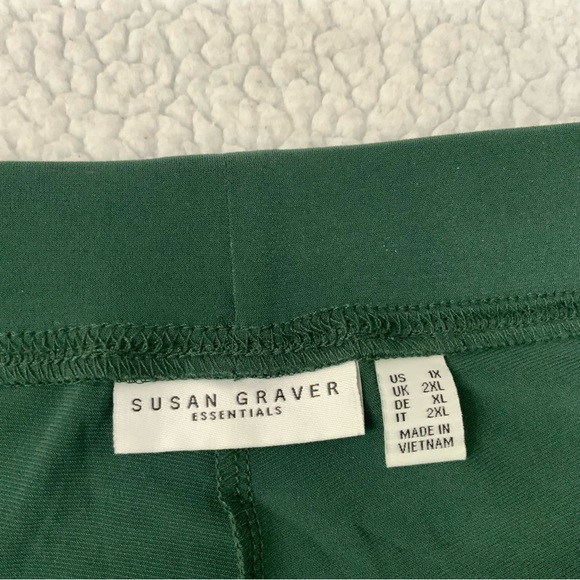 SUSAN GRAVER
ESSENTIALS
US 1X
UK 2XL
DE XL
IT 2XL
MADE IN
VIETNAM